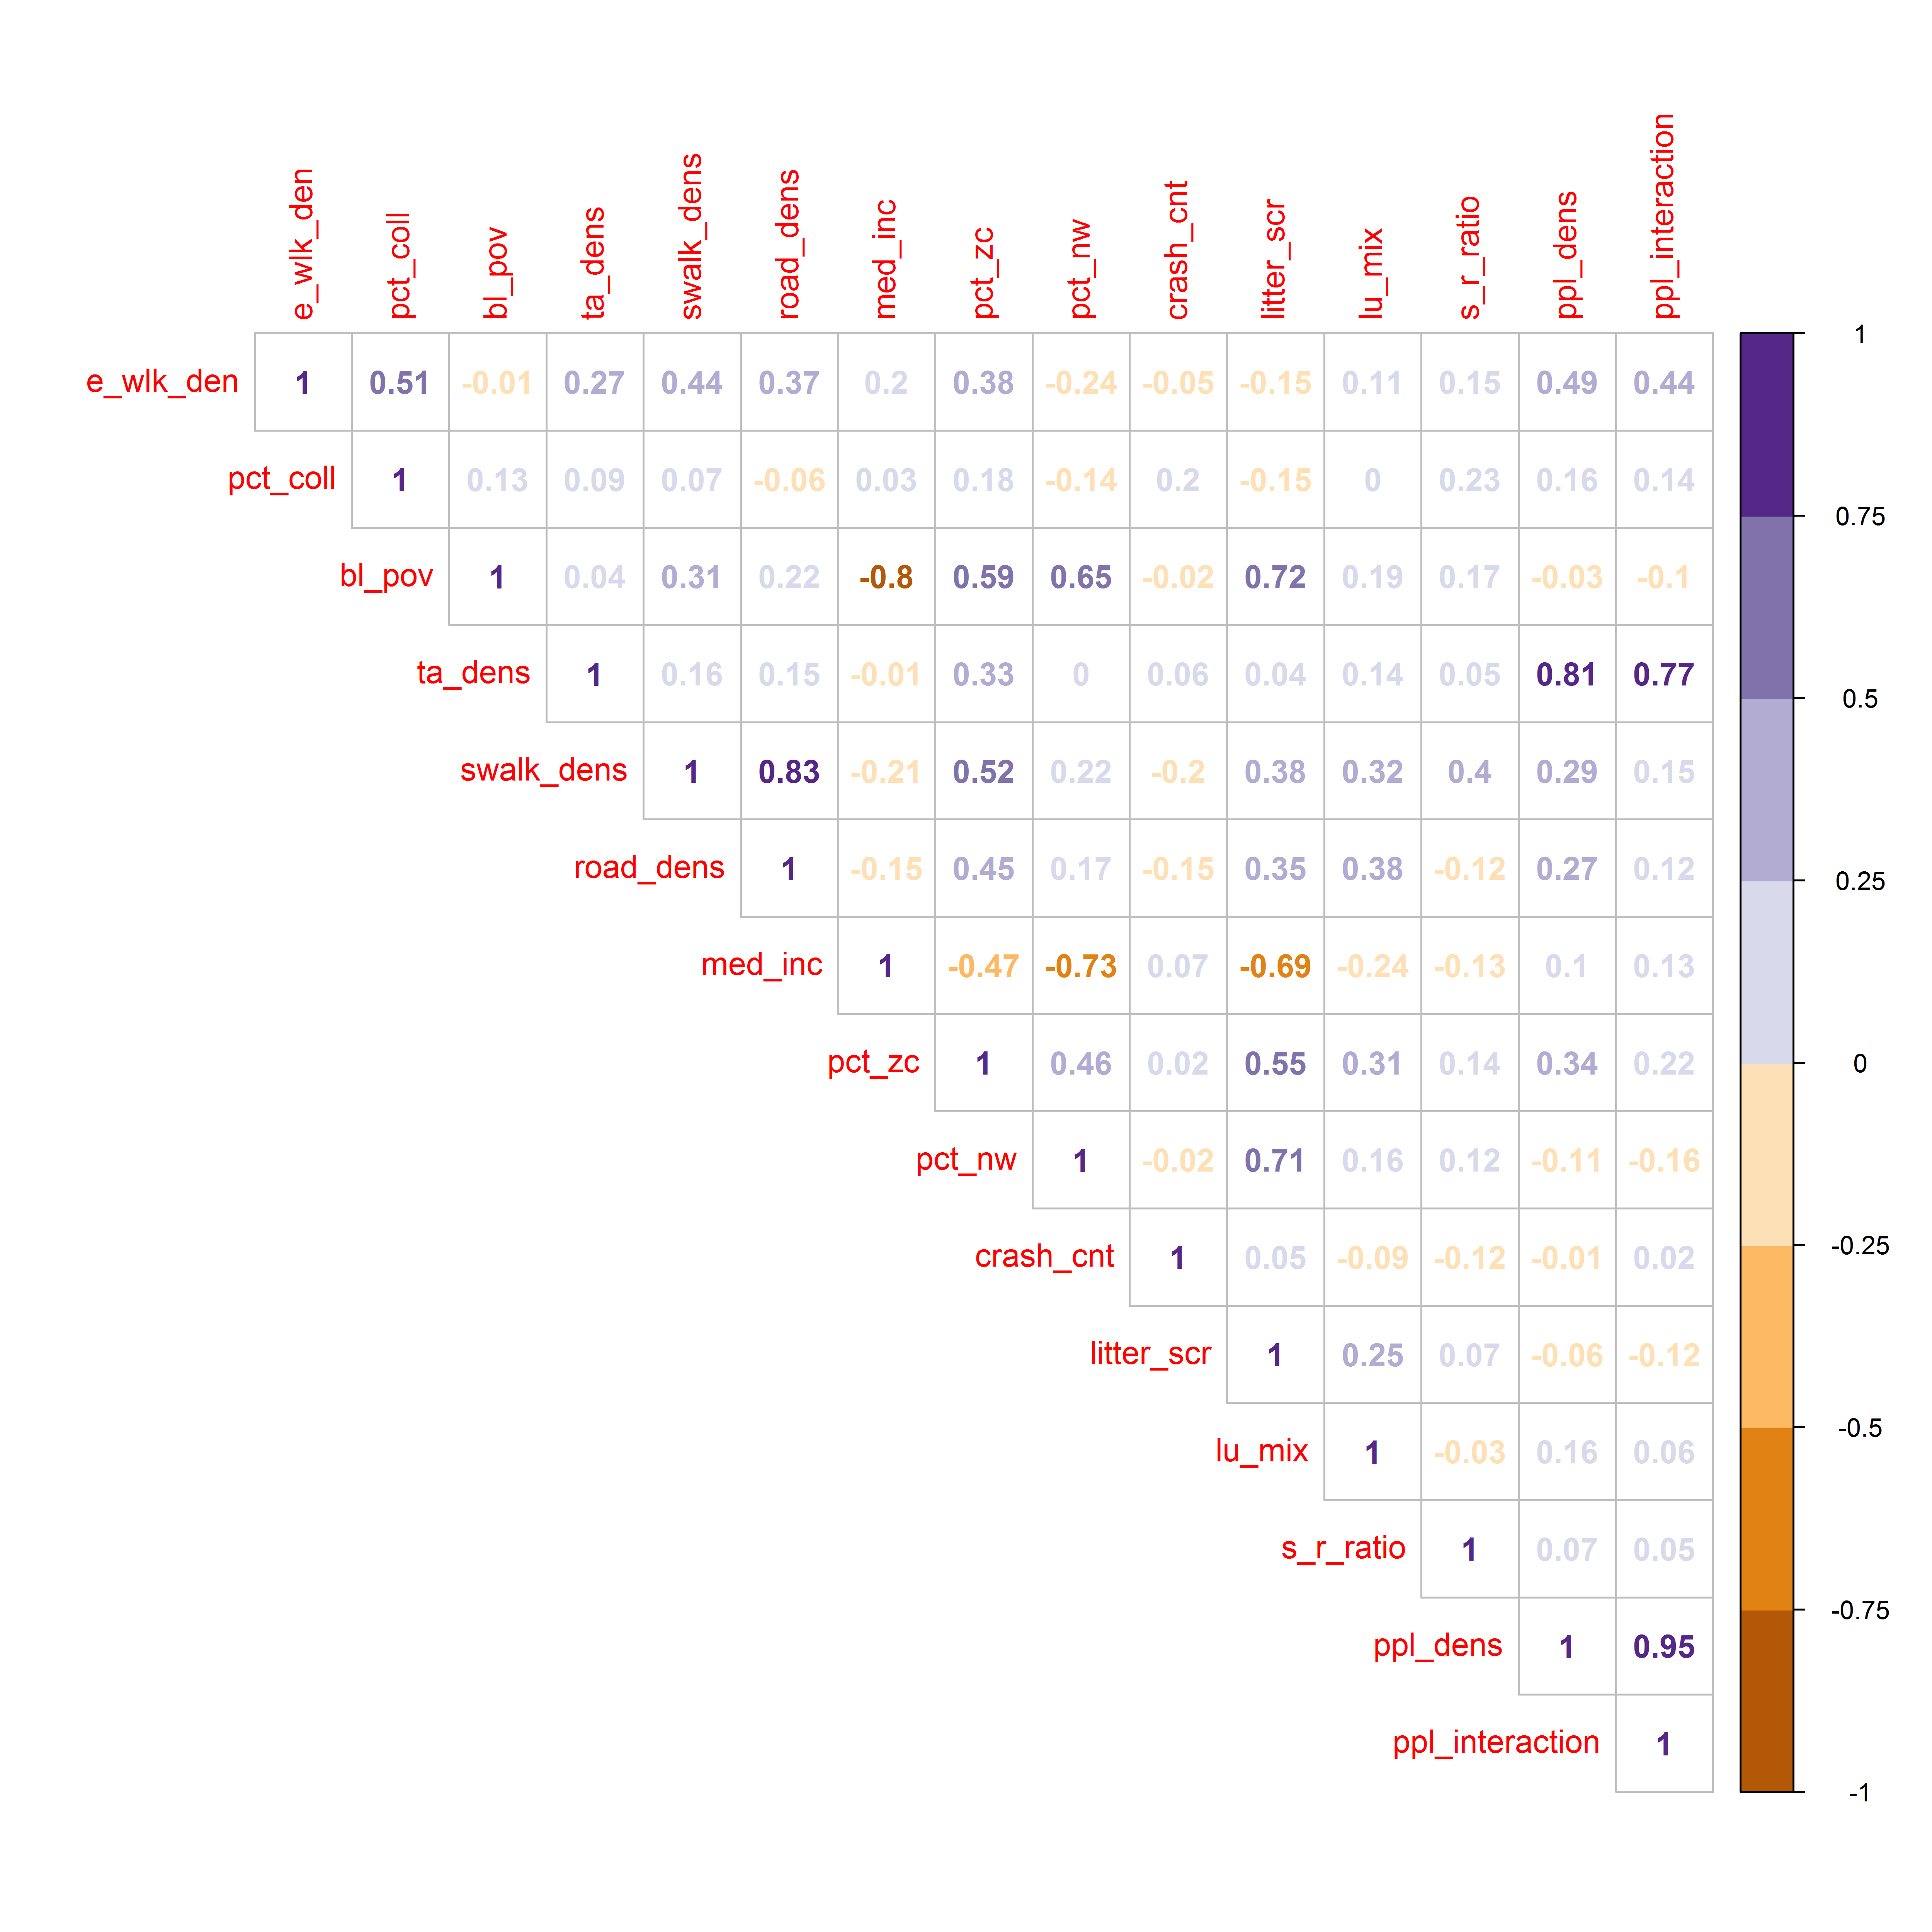 e_wlk_den pct_coll bl_pov ta_dens swalk_dens road_dens med_inc pct_zc pct_nw crash_cnt litter_scr lu_mix s_r_ratio ppl_dens ppl_interaction
e_wlk_den 1 0.51 -0.01 0.27 0.44 0.37 0.2 0.38 -0.24 -0.05 -0.15 0.11 0.15 0.49 0.44
pct_coll 1 0.13 0.09 0.07 -0.06 0.03 0.18 -0.14 0.2 -0.15 0 0.23 0.16 0.14
bl_pov 1 0.04 0.31 0.22 -0.8 0.59 0.65 -0.02 0.72 0.19 0.17 -0.03 -0.1
ta_dens 1 0.16 0.15 -0.01 0.33 0 0.06 0.04 0.14 0.05 0.81 0.77
swalk_dens 1 0.83 -0.21 0.52 0.22 -0.2 0.38 0.32 0.4 0.29 0.15
road_dens 1 -0.15 0.45 0.17 -0.15 0.35 0.38 -0.12 0.27 0.12
med_inc 1 -0.47 -0.73 0.07 -0.69 -0.24 -0.13 0.1 0.13
pct_zc 1 0.46 0.02 0.55 0.31 0.14 0.34 0.22
pct_nw 1 -0.02 0.71 0.16 0.12 -0.11 -0.16
crash_cnt 1 0.05 -0.09 -0.12 -0.01 0.02
litter_scr 1 0.25 0.07 -0.06 -0.12
lu_mix 1 -0.03 0.16 0.06
s_r_ratio 1 0.07 0.05
ppl_dens 1 0.95
ppl_interaction 1
1
0.75
0.5
0.25
0
-0.25
-0.5
-0.75
-1